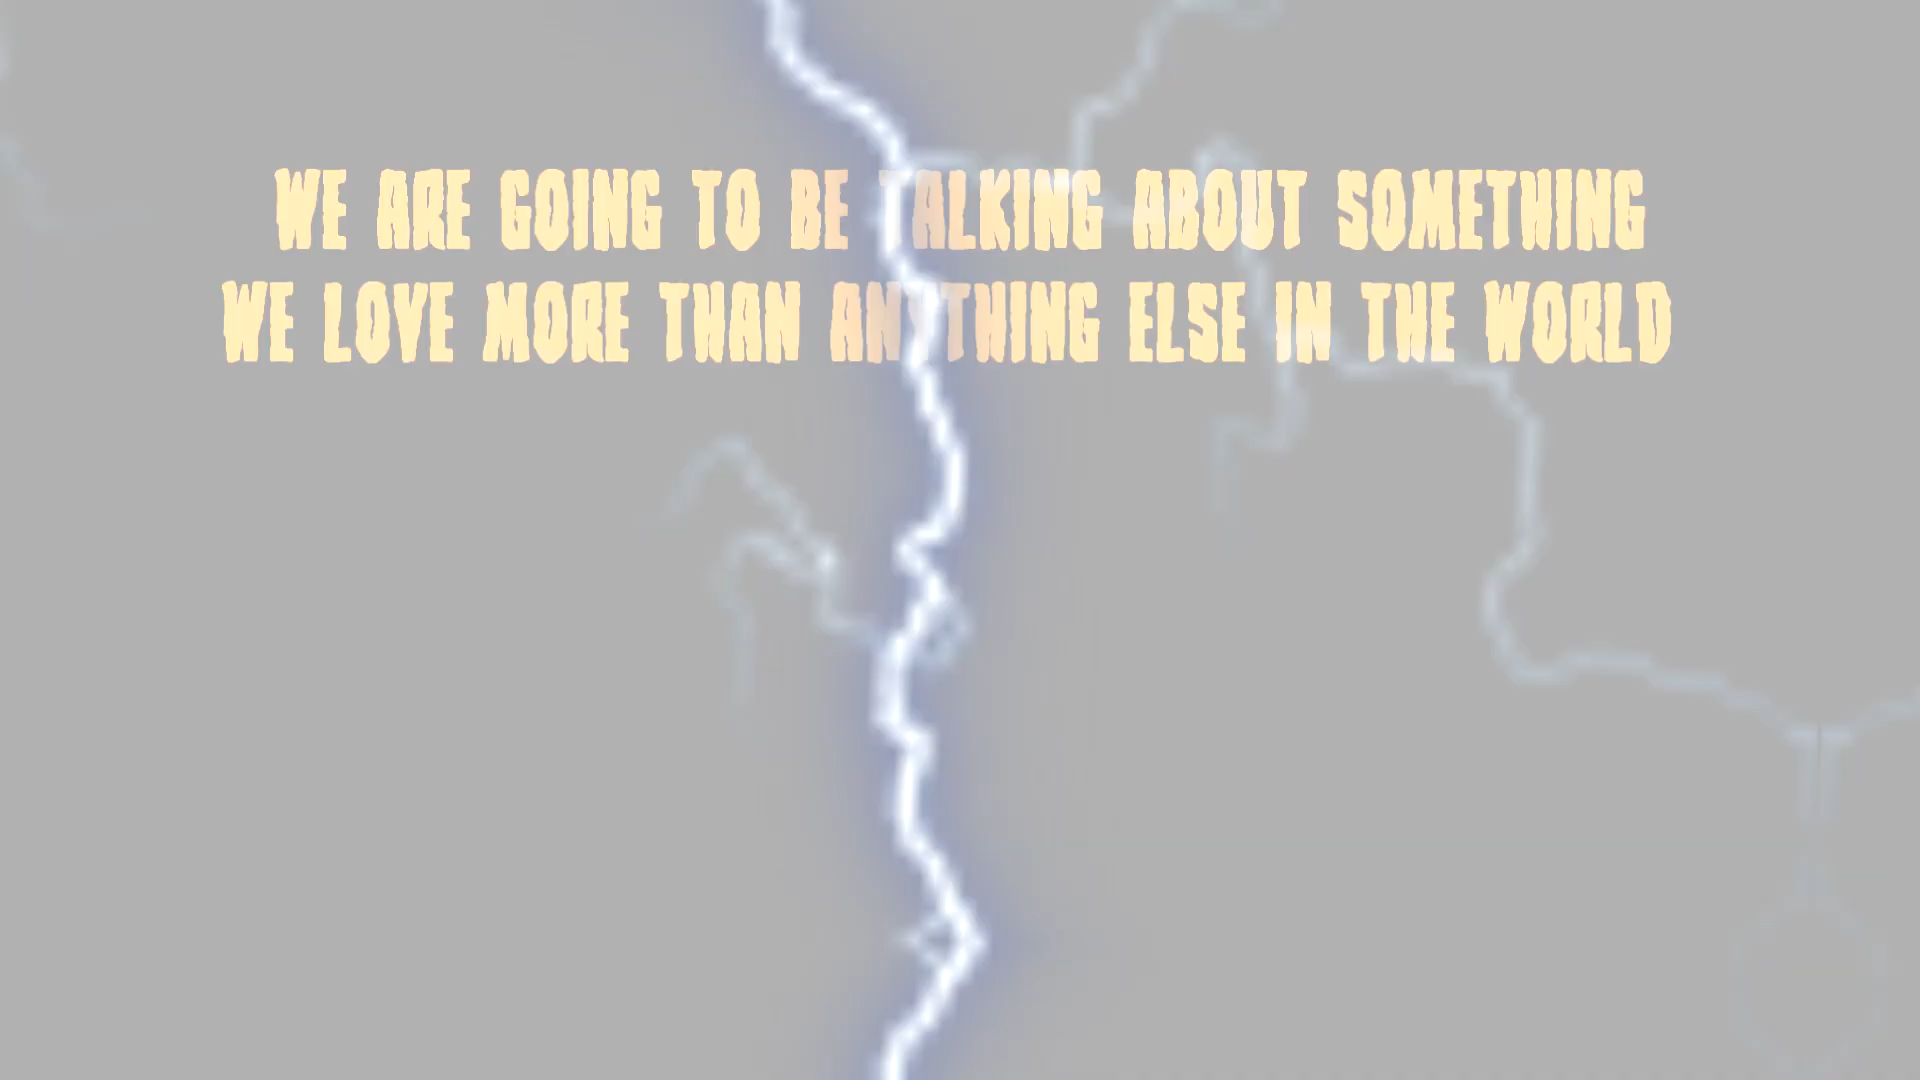 WE ARE GOING TO BE TALKING ABOUT SOMETHING
WE LOVE MORE THAN ANYTHING ELSE IN THE WORLD